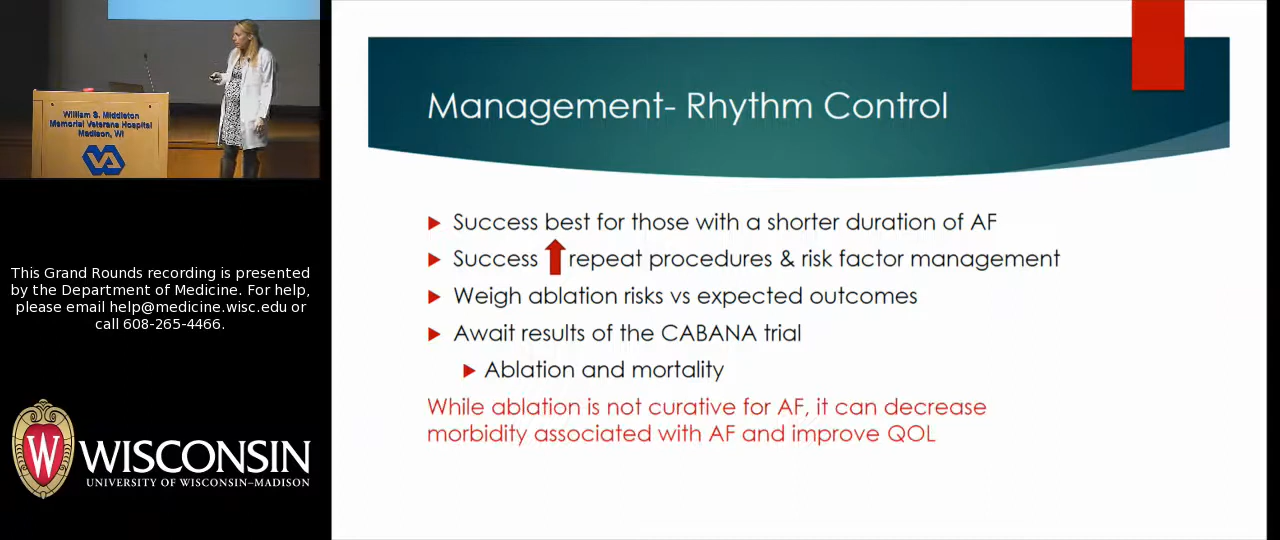 William S. Middleton
Memorial Veterans Hospital
Madison, WI
VA
This Grand Rounds recording is presented
by the Department of Medicine. For help,
please email help@medicine.wisc.edu or
call 608-265-4466.
W
WISCONSIN
UNIVERSITY OF WISCONSIN–MADISON
Management- Rhythm Control
Success best for those with a shorter duration of AF
Success repeat procedures & risk factor management
Weigh ablation risks vs expected outcomes
Await results of the CABANA trial
Ablation and mortality
While ablation is not curative for AF, it can decrease
morbidity associated with AF and improve QOL